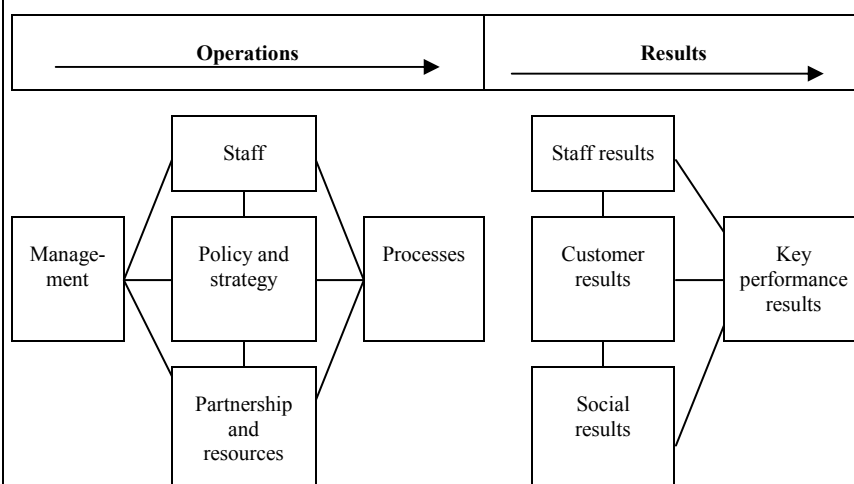 Operations
Results
Staff
Staff results
Manage-
ment
Policy and
strategy
Processes
Customer
results
Key
performance
results
Partnership
and
resources
Social
results